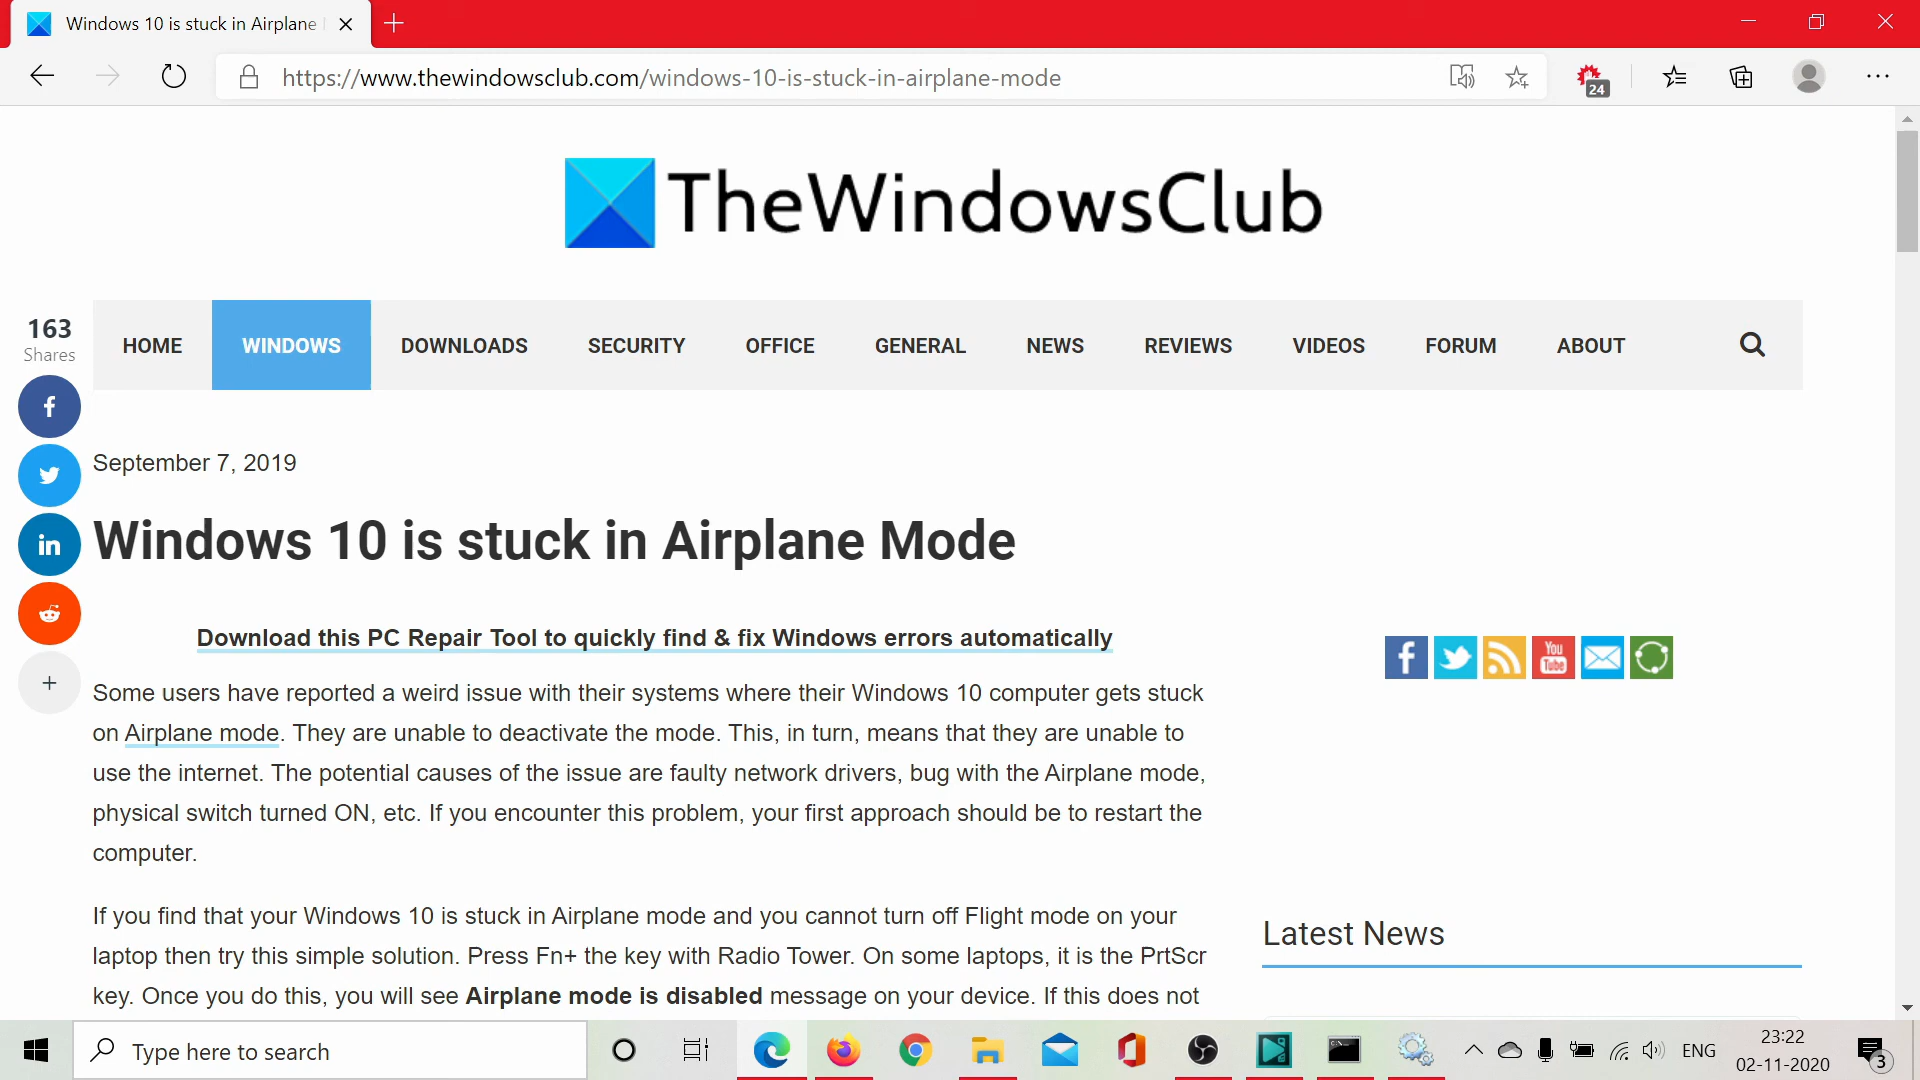 Windows 10 is stuck in Airplane
https://www.thewindowsclub.com/windows-10-is-stuck-in-airplane-mode
24
TheWindowsClub
163
Shares
HOME WINDOWS DOWNLOADS SECURITY OFFICE GENERAL NEWS REVIEWS VIDEOS FORUM ABOUT
September 7, 2019
Windows 10 is stuck in Airplane Mode
Download this PC Repair Tool to quickly find & fix Windows errors automatically
Some users have reported a weird issue with their systems where their Windows 10 computer gets stuck
on Airplane mode. They are unable to deactivate the mode. This, in turn, means that they are unable to
use the internet. The potential causes of the issue are faulty network drivers, bug with the Airplane mode,
physical switch turned ON, etc. If you encounter this problem, your first approach should be to restart the
computer.
If you find that your Windows 10 is stuck in Airplane mode and you cannot turn off Flight mode on your
laptop then try this simple solution. Press Fn+ the key with Radio Tower. On some laptops, it is the PrtScr
key. Once you do this, you will see Airplane mode is disabled message on your device. If this does not
You
Tube
Latest News
Type here to search
ENG
23:22
02-11-2020
3